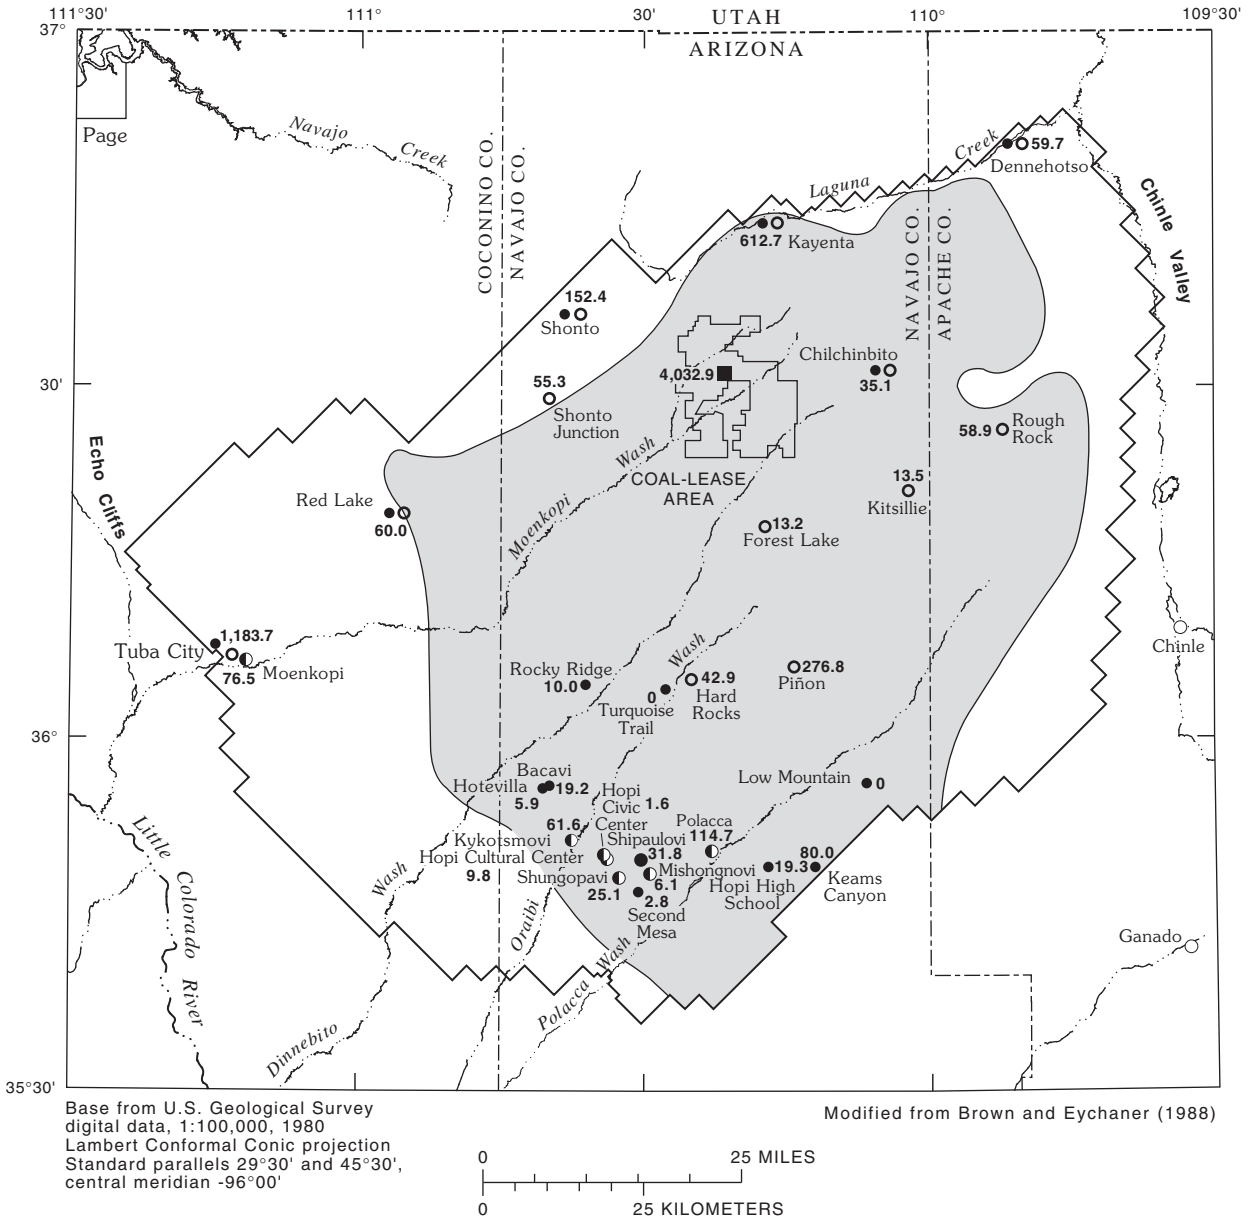 111°30' 111° 30' UTAH 110° 109°30'
37° ARIZONA
Page
Navajo
Creek
COCONINO CO.
NAVAJO CO.
Creek
59.7
Dennehotso
Laguna
Chinle Valley
612.7 Kayenta
NAVAJO CO.
APACHE CO.
152.4
Shonto
4,032.9
Chilchinbito
35.1
30'
55.3
Shonto
Junction
58.9 Rough
Rock
Echo Cliffs
Wash
COAL-LEASE
AREA
13.5
Kitsillie
Red Lake
60.0
Moenkopi
13.2
Forest Lake
1,183.7
Tuba City
76.5 Moenkopi
Chinle
Wash
Rocky Ridge
10.0
42.9
Hard
Rocks
276.8
Piñon
0
Turquoise
Trail
36°
Bacavi
Hotevilla 19.2
5.9
Low Mountain 0
Hopi
Civic 1.6
Center
61.6
Polacca
114.7
Kykotsmovi
Shipaulovi
31.8
Hopi Cultural Center
9.8
Mishongnovi
6.1
Shungopavi
25.1
2.8
Second
Mesa
80.0
19.3
Hopi High
School
Keams
Canyon
Little Colorado River
Wash
Oraibi
Wash
Polacca
Dinnebito
Ganado
35°30'
Base from U.S. Geological Survey
digital data, 1:100,000, 1980
Lambert Conformal Conic projection
Standard parallels 29°30' and 45°30',
central meridian -96°00'
Modified from Brown and Eychaner (1988)
0 25 MILES
0 25 KILOMETERS